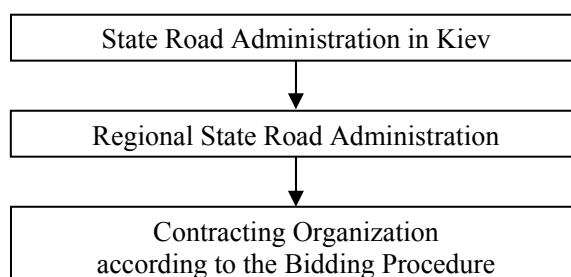 State Road Administration in Kiev
Regional State Road Administration
Contracting Organization
according to the Bidding Procedure